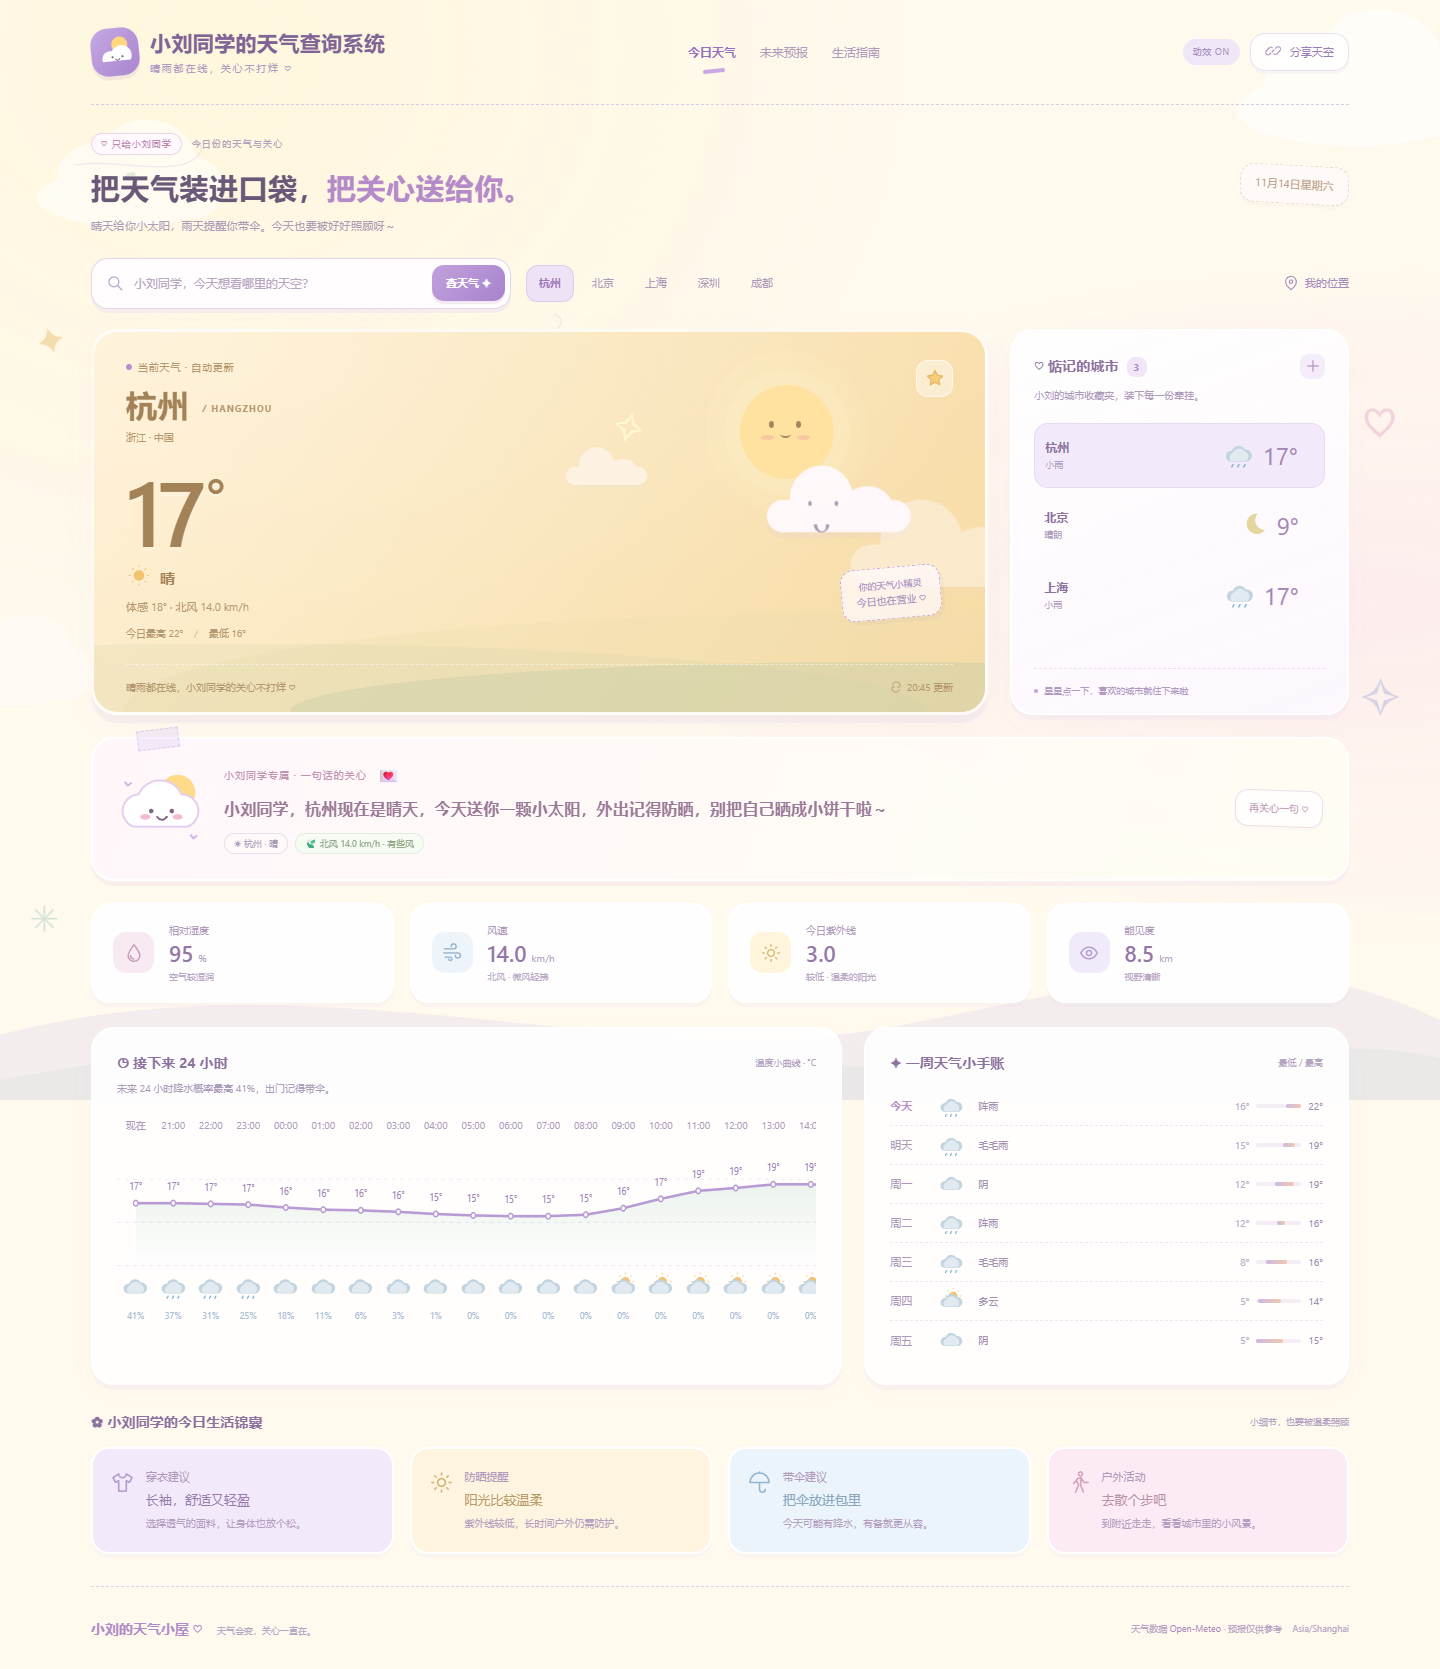 小刘同学的天气查询系统
晴雨都在线，关心不打烊 ♡
今日天气 未来预报 生活指南
动效 ON
分享天空
♡ 只给小刘同学 今日份的天气与关心
把天气装进口袋，把关心送给你。
晴天给你小太阳，雨天提醒你带伞。今天也要被好好照顾呀～
11月14日星期六
小刘同学，今天想看哪里的天空？
查天气 ✦
杭州 北京 上海 深圳 成都
我的位置
当前天气 · 自动更新
杭州 / HANGZHOU
浙江 · 中国
17°
晴
体感 18° · 北风 14.0 km/h
今日最高 22° / 最低 16°
你的天气小精灵
今日也在营业 ♡
晴雨都在线，小刘同学的关心不打烊 ♡
20:45 更新
♡ 惦记的城市 3
小刘的城市收藏夹，装下每一份牵挂。
杭州
小雨
17°
北京
晴朗
9°
上海
小雨
17°
星星点一下，喜欢的城市就住下来啦
小刘同学专属 · 一句话的关心 💌
小刘同学，杭州现在是晴天，今天送你一颗小太阳，外出记得防晒，别把自己晒成小饼干啦～
☀ 杭州 · 晴
北风 14.0 km/h · 有些风
再关心一句 ♡
相对湿度
95 %
空气较湿润
风速
14.0 km/h
北风 · 微风轻拂
今日紫外线
3.0
较低 · 温柔的阳光
能见度
8.5 km
视野清晰
◷ 接下来 24 小时
温度小曲线 · °C
未来 24 小时降水概率最高 41%，出门记得带伞。
现在 21:00 22:00 23:00 00:00 01:00 02:00 03:00 04:00 05:00 06:00 07:00 08:00 09:00 10:00 11:00 12:00 13:00 14:0
17° 17° 17° 17° 16° 16° 16° 16° 15° 15° 15° 15° 15° 16° 17° 19° 19° 19° 19°
41% 37% 31% 25% 18% 11% 6% 3% 1% 0% 0% 0% 0% 0% 0% 0% 0% 0% 0%
✦ 一周天气小手账
最低 / 最高
今天 阵雨 16° 22°
明天 毛毛雨 15° 19°
周一 阴 12° 19°
周二 阵雨 12° 16°
周三 毛毛雨 8° 16°
周四 多云 5° 14°
周五 阴 5° 15°
✿ 小刘同学的今日生活锦囊
小细节，也要被温柔照顾
穿衣建议
长袖，舒适又轻盈
选择透气的面料，让身体也放个松。
防晒提醒
阳光比较温柔
紫外线较低，长时间户外仍需防护。
带伞建议
把伞放进包里
今天可能有降水，有备就更从容。
户外活动
去散个步吧
到附近走走，看看城市里的小风景。
小刘的天气小屋 ♡ 天气会变，关心一直在。
天气数据 Open-Meteo · 预报仅供参考 Asia/Shanghai